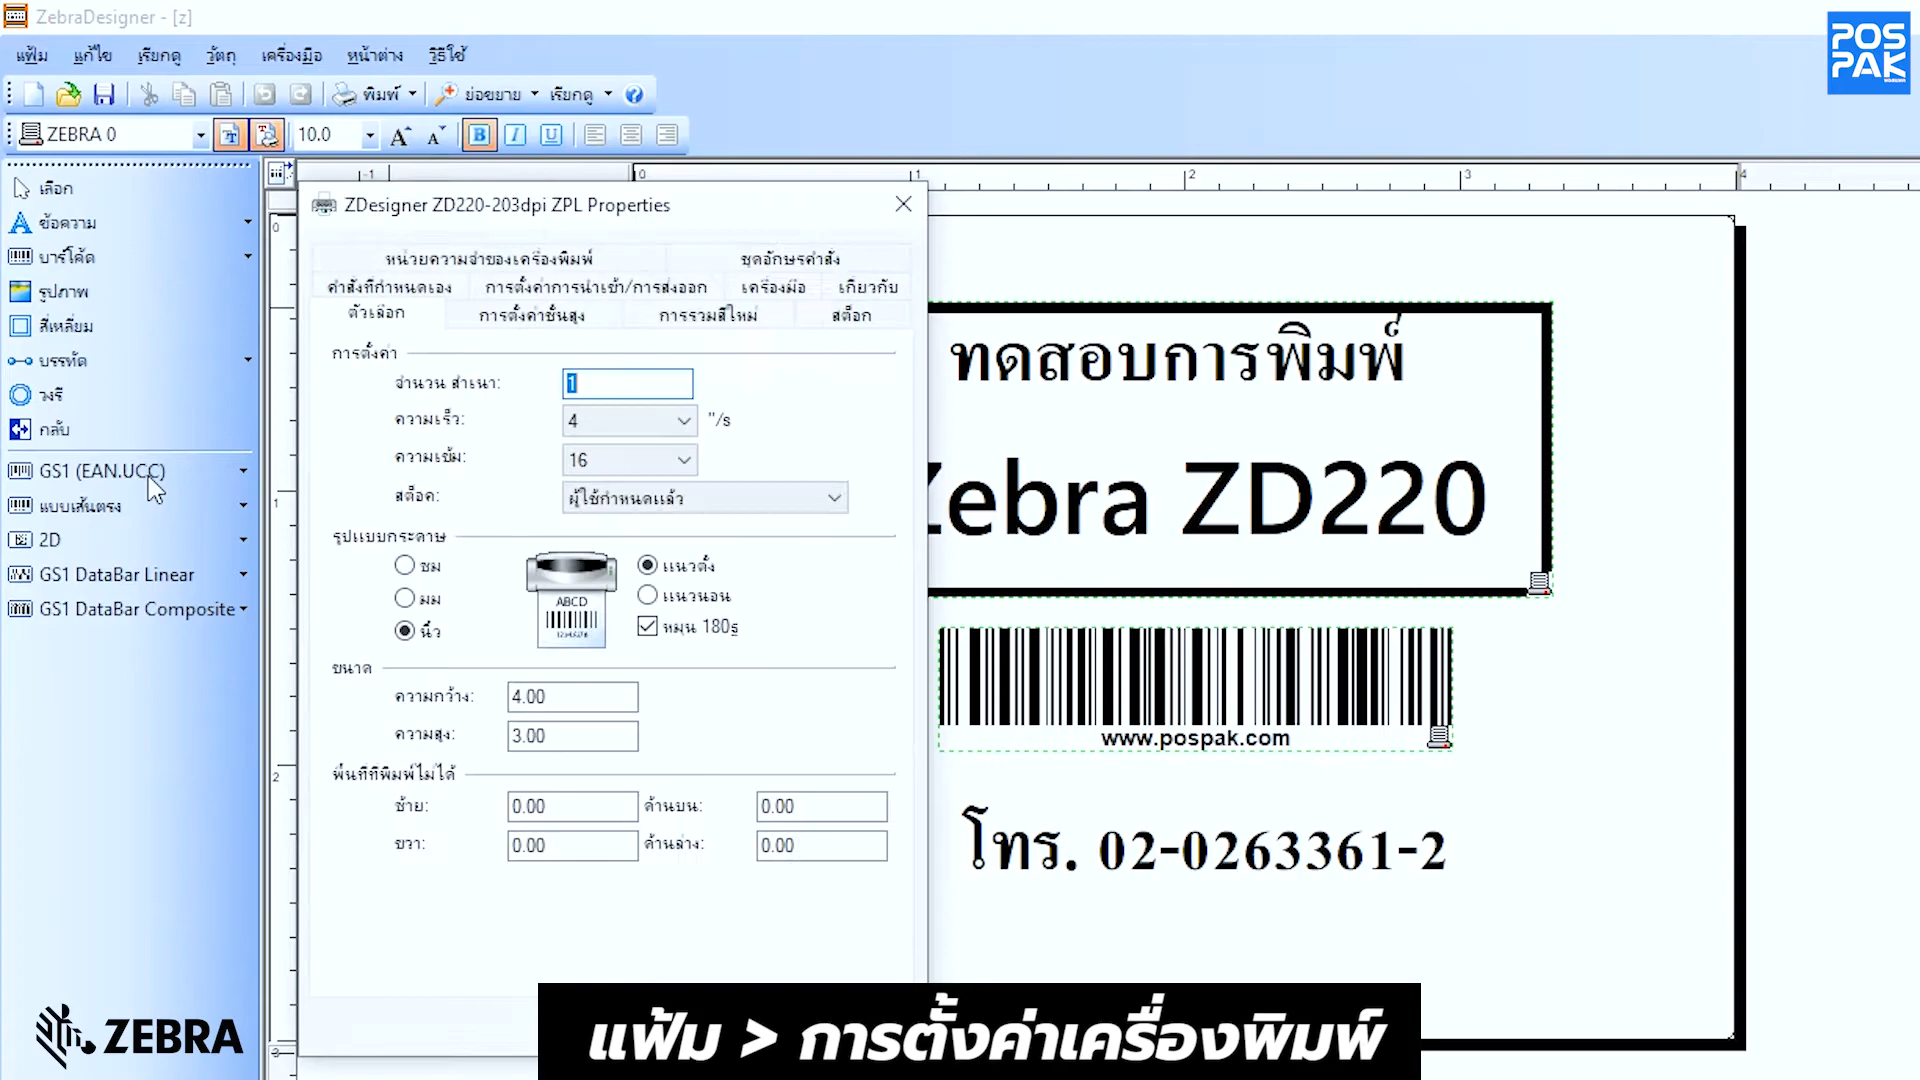 ZebraDesigner - [z]
POS
PAK
แฟ้ม แก้ไข เรียกดู วัตถุ เครื่องมือ หน้าต่าง วิธีใช้
พิมพ์ ย่อขยาย เรียกดู
ZEBRA 0 10.0 A A B I U
เลือก
ข้อความ
บาร์โค้ด
รูปภาพ
สี่เหลี่ยม
บรรทัด
วงรี
กลับ
GS1 (EAN.UCC)
แบบเส้นตรง
2D
GS1 DataBar Linear
GS1 DataBar Composite
-1 0 1 2 3 4
0
1
2
3
ZDesigner ZD220-203dpi ZPL Properties
หน่วยความจำของเครื่องพิมพ์ ชุดอักษรคำสั่ง
คำสั่งที่กำหนดเอง การตั้งค่าการนำเข้า/การส่งออก เครื่องมือ เกี่ยวกับ
ตัวเลือก การตั้งค่าขั้นสูง การรวมสีใหม่ สต็อก
การตั้งค่า
จำนวน สำเนา: 1
ความเร็ว: 4 "/s
ความเข้ม: 16
สต็อค: ผู้ใช้กำหนดแล้ว
รูปแบบกระดาษ
ซม
มม
นิ้ว
ABCD
แนวตั้ง
แนวนอน
หมุน 180รู
ขนาด
ความกว้าง: 4.00
ความสูง: 3.00
พื้นที่ที่พิมพ์ไม่ได้
ซ้าย: 0.00 ด้านบน: 0.00
ขวา: 0.00 ด้านล่าง: 0.00
ทดสอบการพิมพ์
Zebra ZD220
www.pospak.com
โทร. 02-0263361-2
ZEBRA
แฟ้ม > การตั้งค่าเครื่องพิมพ์